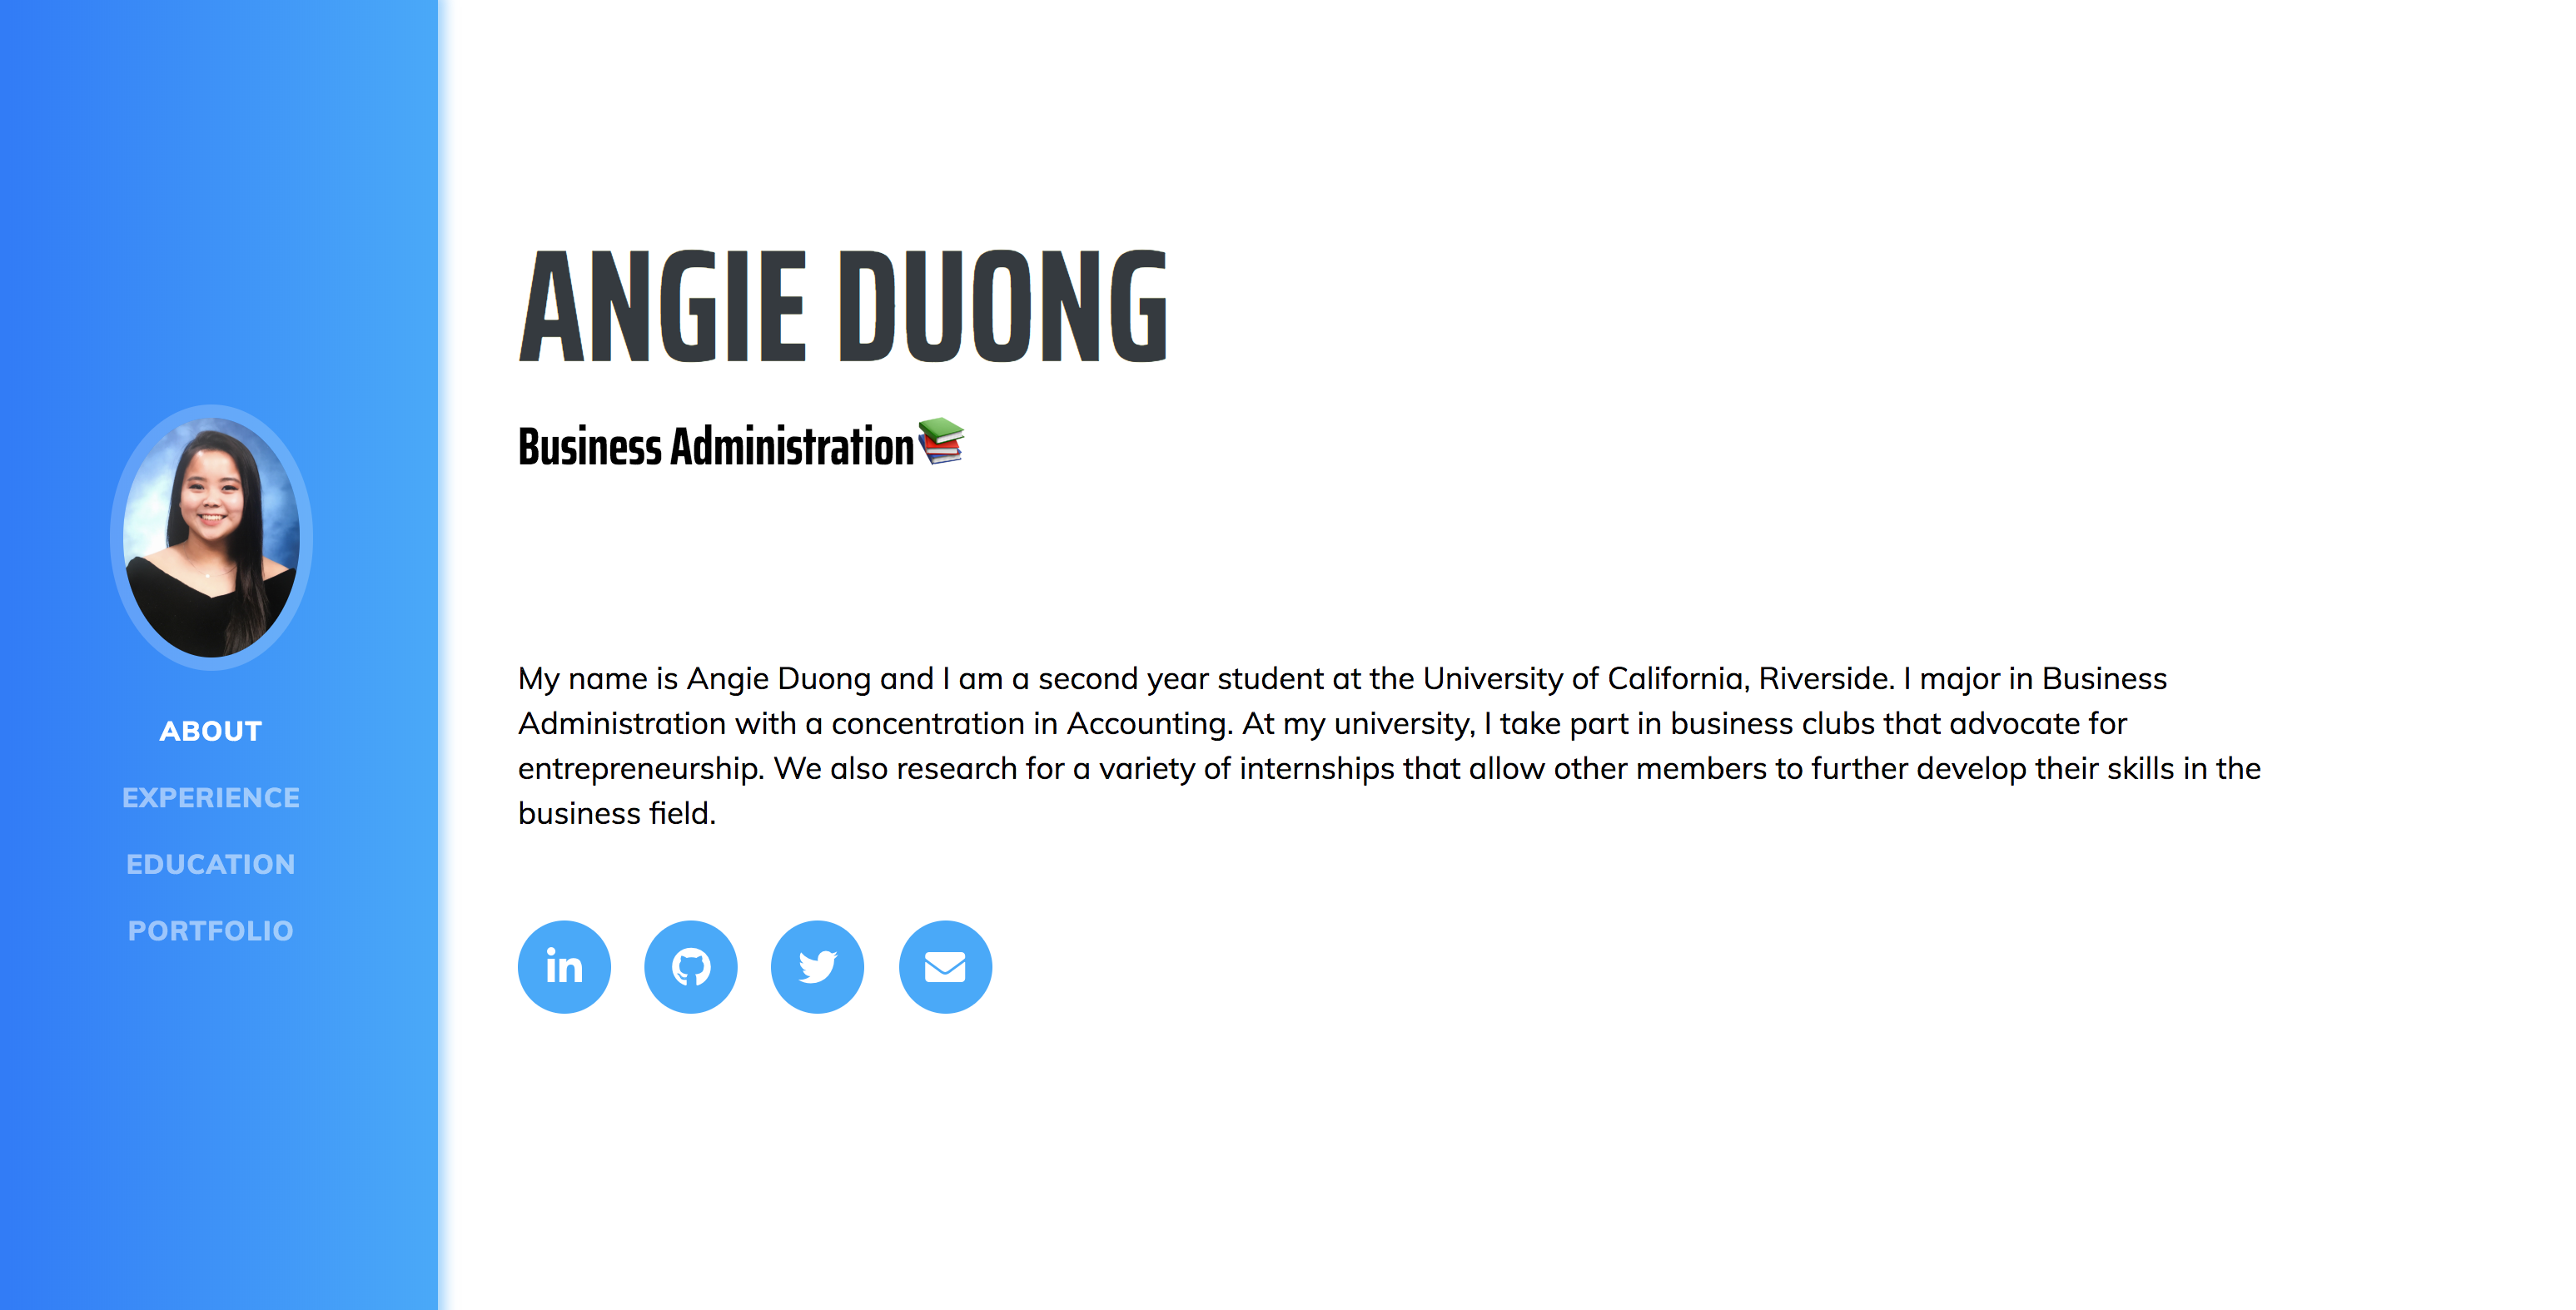 ANGIE DUONG
Business Administration📚
ABOUT
EXPERIENCE
EDUCATION
PORTFOLIO
My name is Angie Duong and I am a second year student at the University of California, Riverside. I major in Business
Administration with a concentration in Accounting. At my university, I take part in business clubs that advocate for
entrepreneurship. We also research for a variety of internships that allow other members to further develop their skills in the
business field.
in